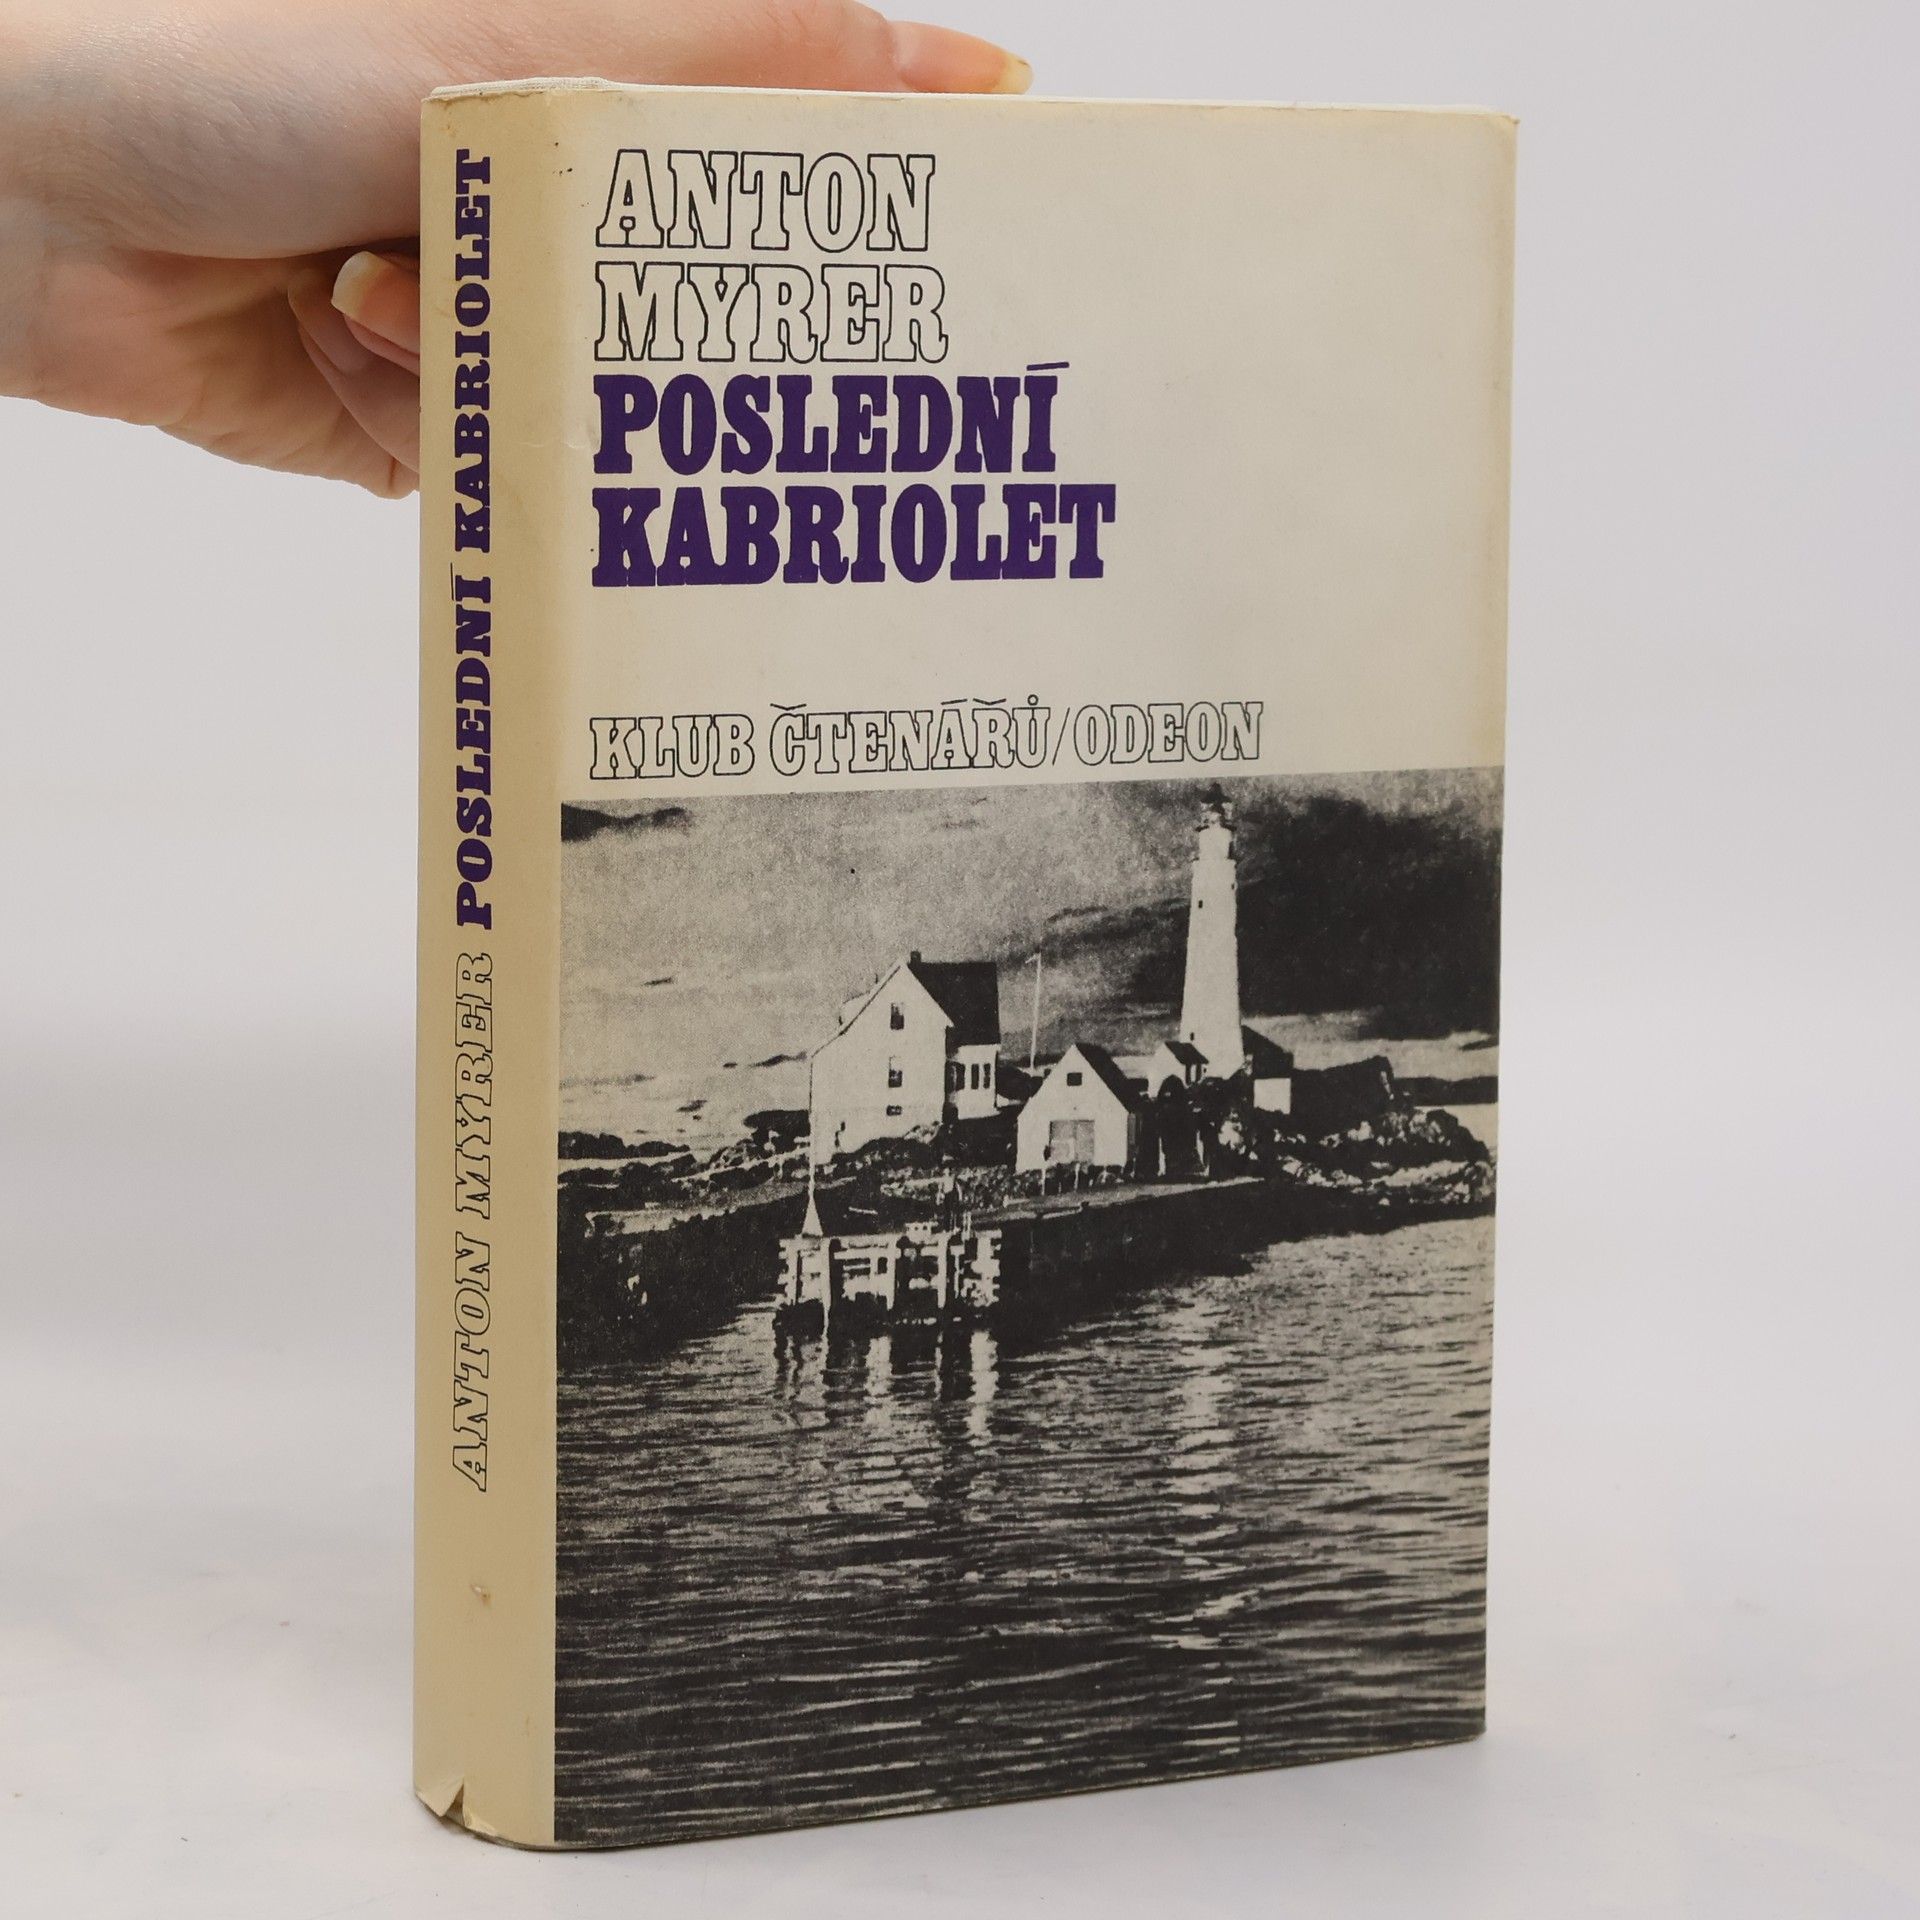 ANTON MYRER POSLEDNÍ KABRIOLET
ANTON
MYRER
POSLEDNÍ
KABRIOLET
KLUB ČTENÁŘŮ/ODEON